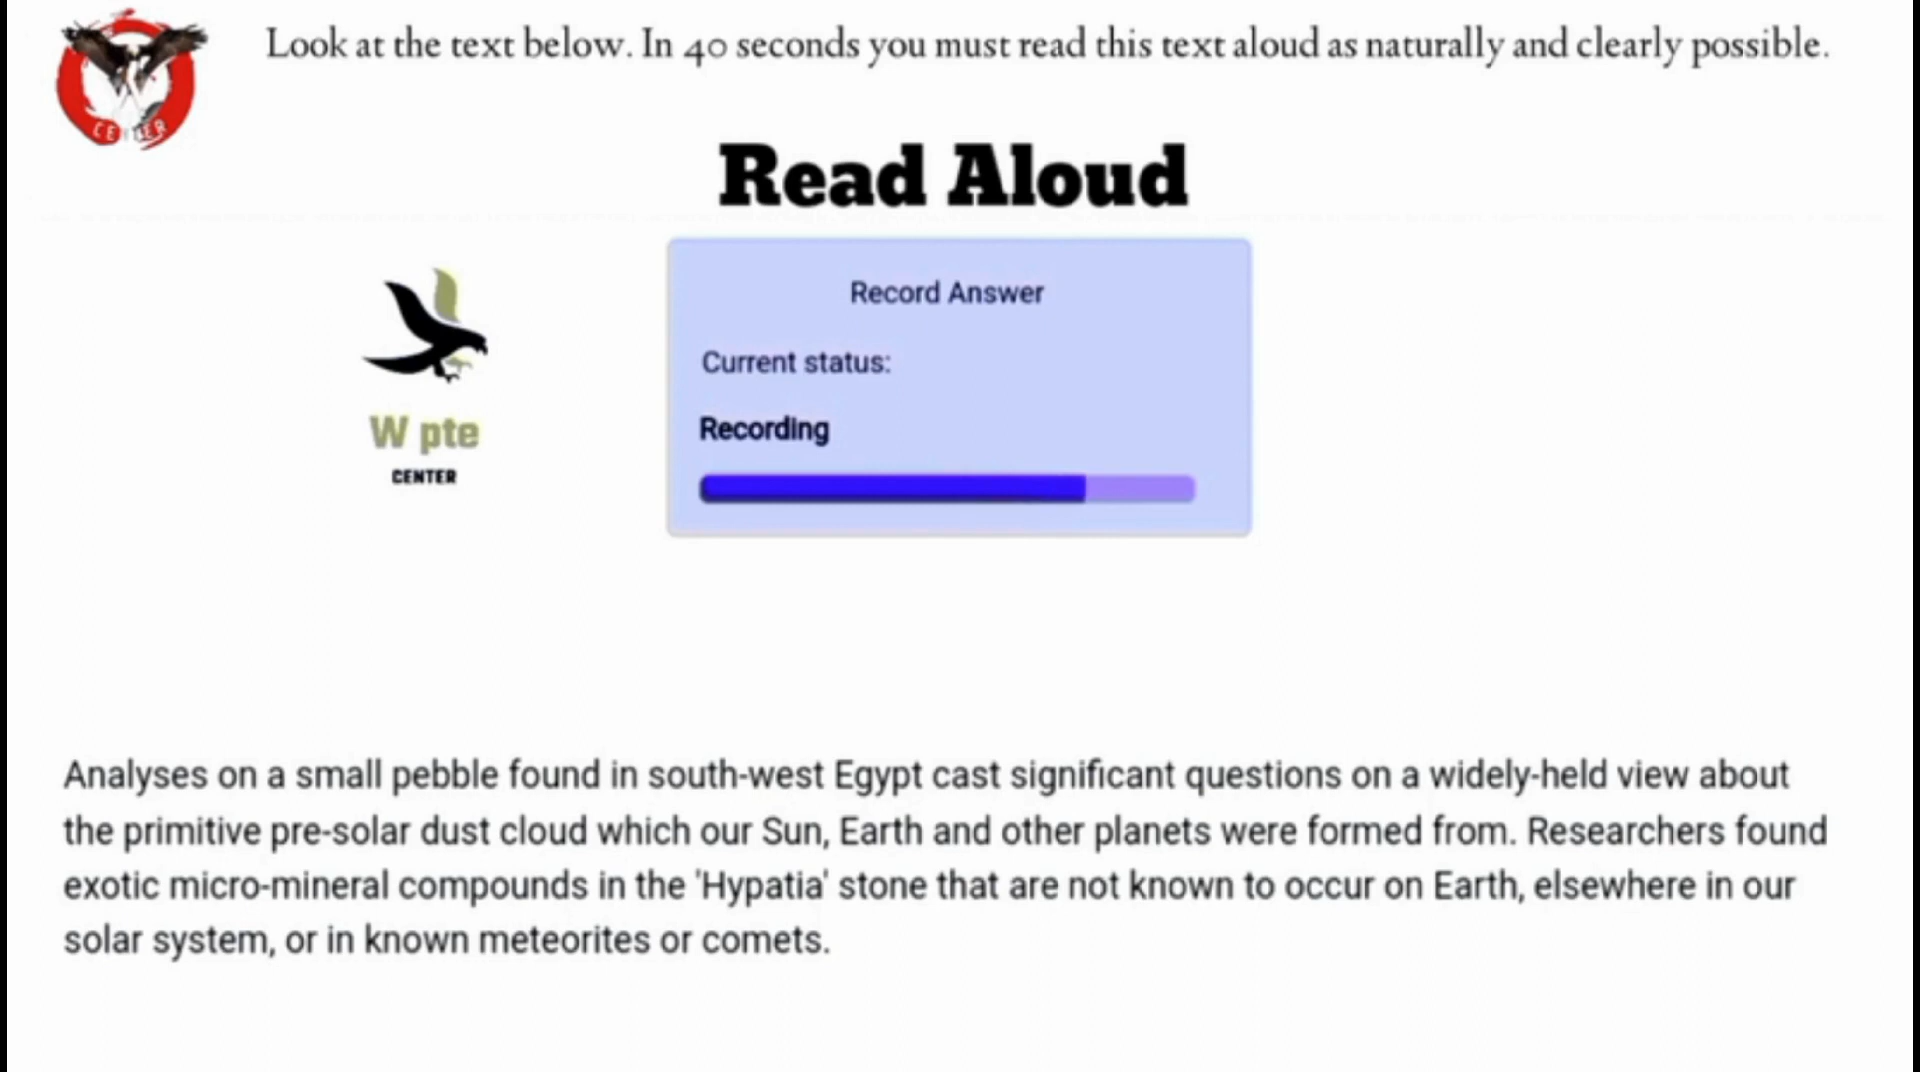 Look at the text below. In 40 seconds you must read this text aloud as naturally and clearly possible.
CENTER
Read Aloud
Record Answer
Current status:
Recording
W pte
CENTER
Analyses on a small pebble found in south-west Egypt cast significant questions on a widely-held view about
the primitive pre-solar dust cloud which our Sun, Earth and other planets were formed from. Researchers found
exotic micro-mineral compounds in the 'Hypatia' stone that are not known to occur on Earth, elsewhere in our
solar system, or in known meteorites or comets.